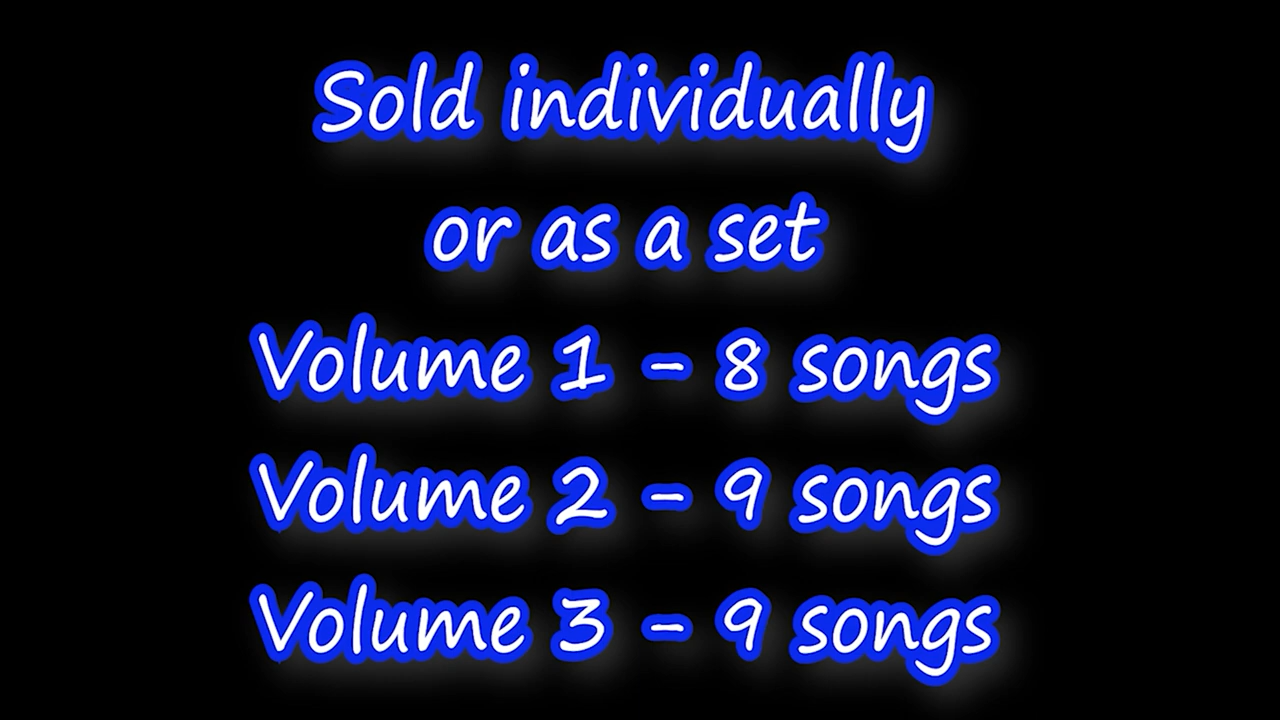 Sold individually
or as a set
Volume 1 - 8 songs
Volume 2 - 9 songs
Volume 3 - 9 songs